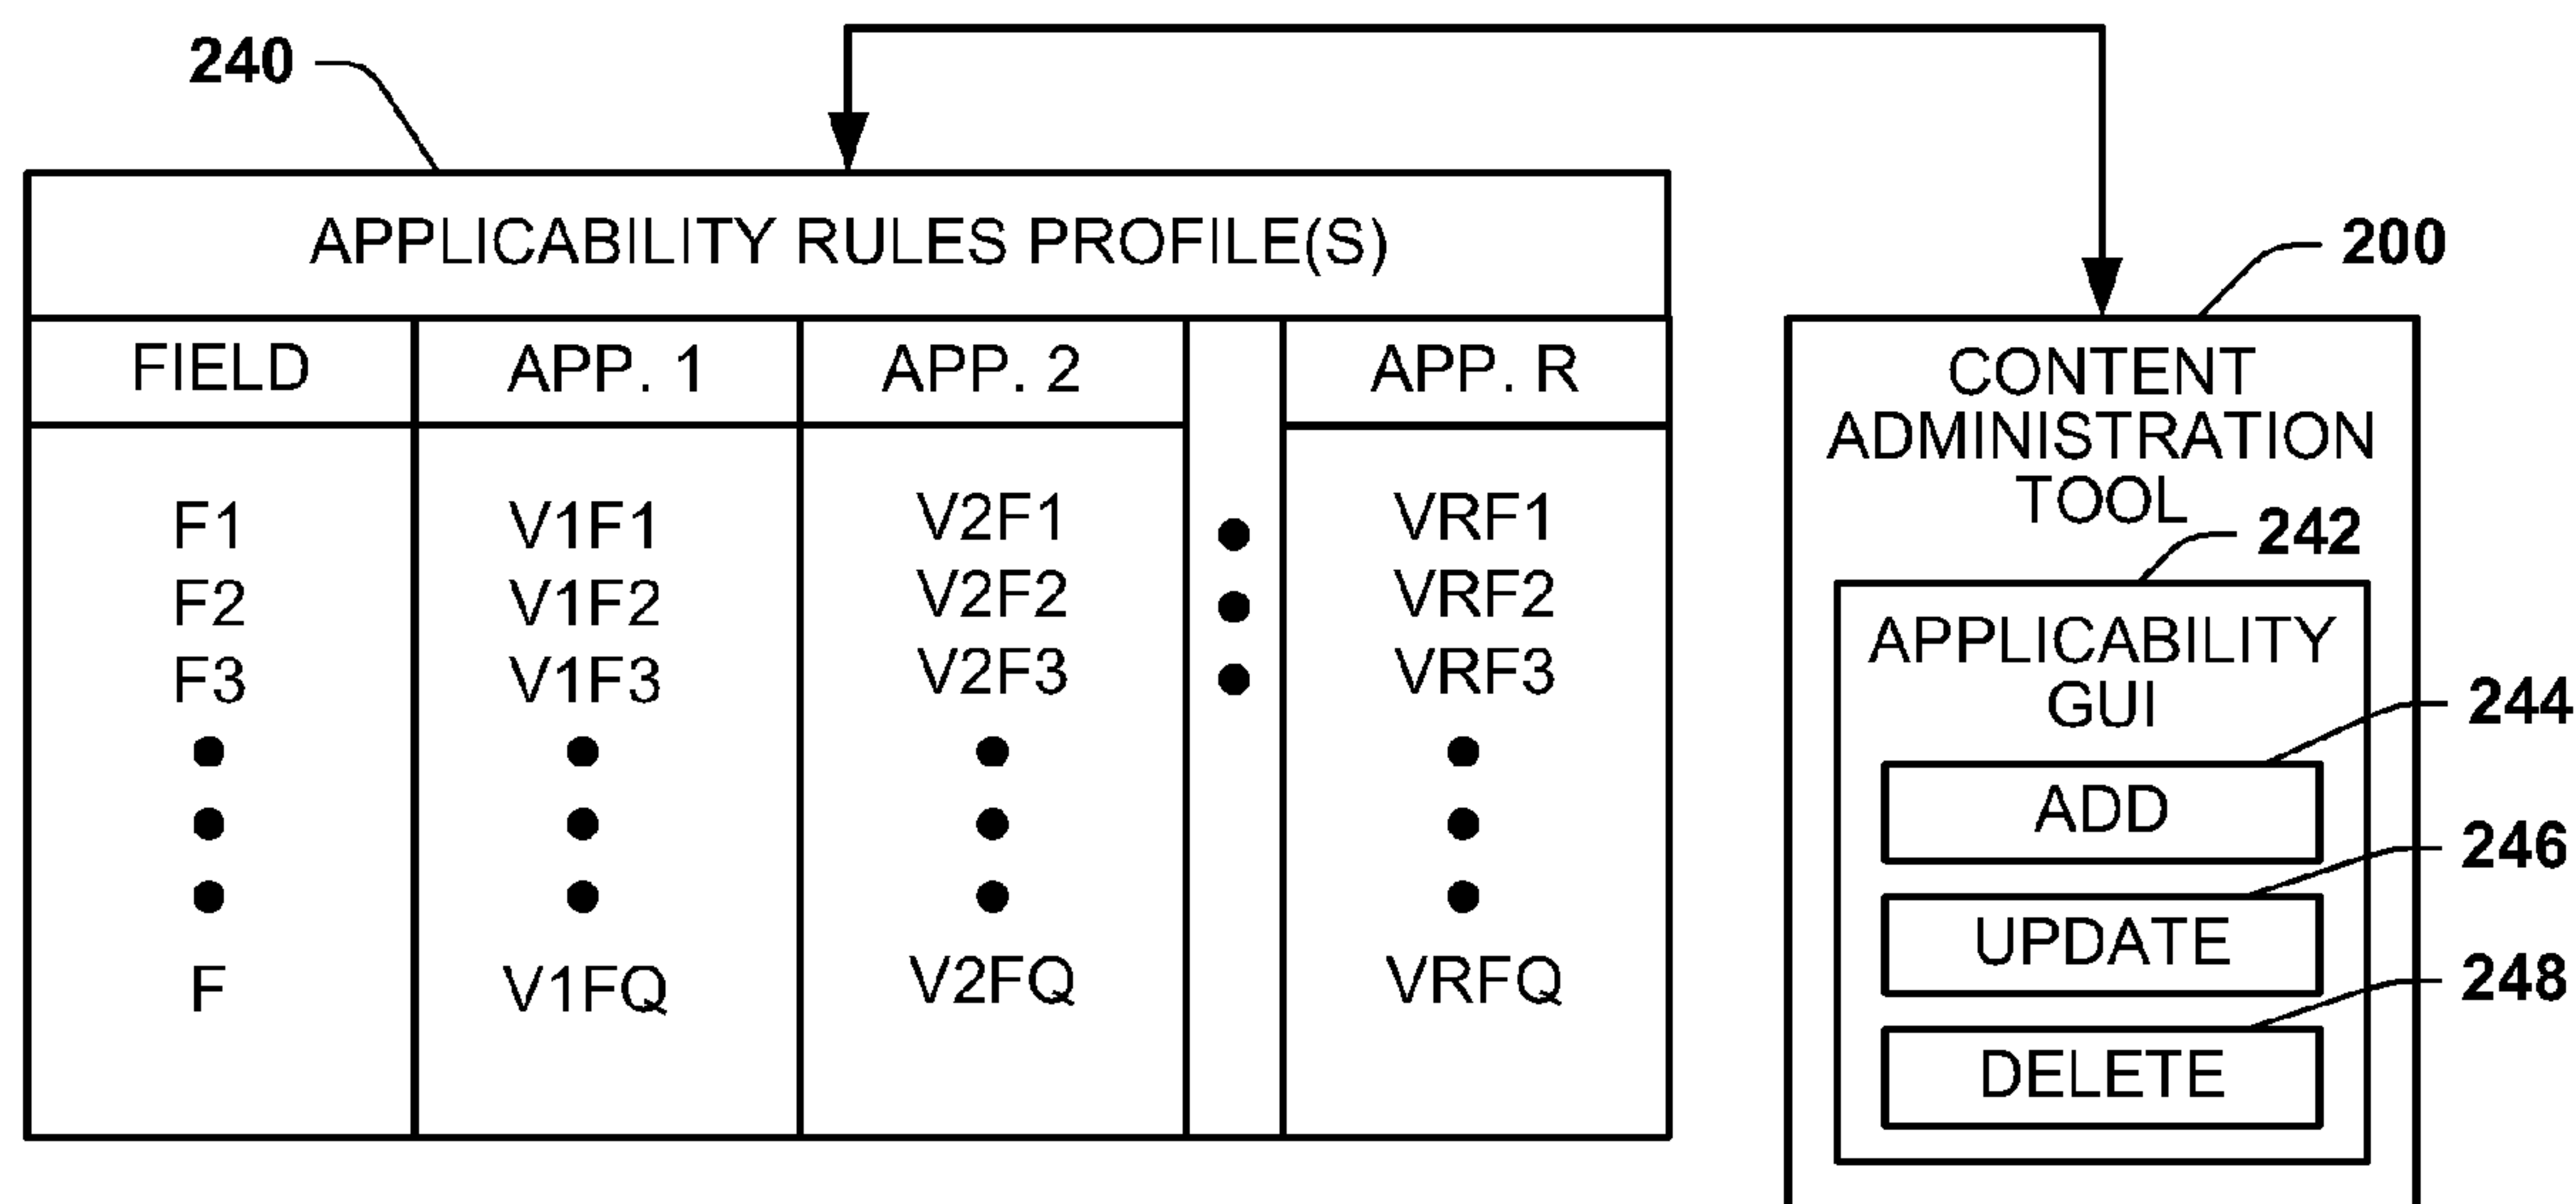 240
APPLICABILITY RULES PROFILE(S)
FIELD APP. 1 APP. 2 APP. R
F1 V1F1 V2F1 VRF1
F2 V1F2 V2F2 VRF2
F3 V1F3 V2F3 VRF3
F V1FQ V2FQ VRFQ
200
CONTENT
ADMINISTRATION
TOOL
242
APPLICABILITY
GUI
244
ADD
246
UPDATE
248
DELETE